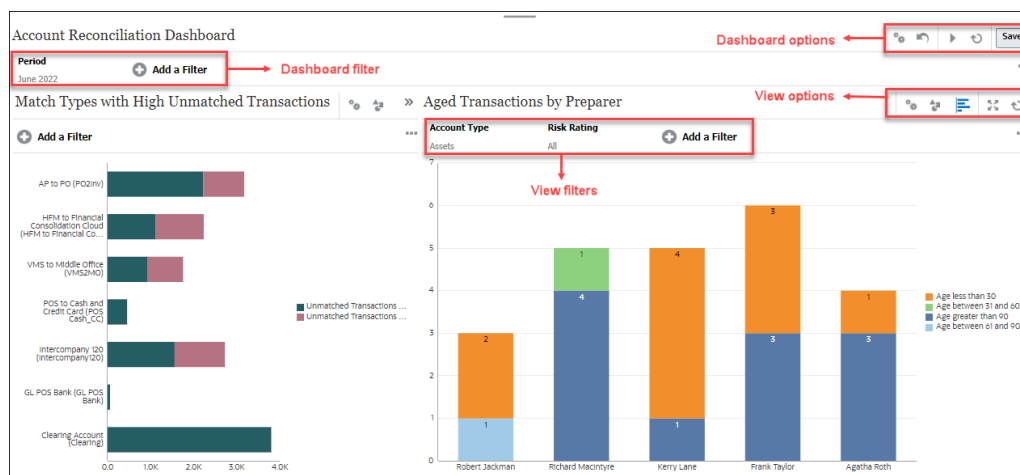 Account Reconciliation Dashboard
Dashboard options
Save
Period
June 2022
Add a Filter
Dashboard filter
Match Types with High Unmatched Transactions
Aged Transactions by Preparer
View options
Add a Filter
Account Type
Assets
Risk Rating
All
Add a Filter
View filters
AP to PO (PO2Inv)
HFM to Financial
Consolidation Cloud
(HFM to Financial Co...
VMS to Middle Office
(VMS2MO)
POS to Cash and
Credit Card (POS
Cash_CC)
Intercompany 120
(Intercompany120)
GL POS Bank (GL POS
Bank)
Clearing Account
(Clearing)
0.0 1.0K 2.0K 3.0K 4.0K
Unmatched Transactions ...
Unmatched Transactions ...
7
6
5
4
3
2
1
0
2
1
1
4
4
1
3
3
1
3
Robert Jackman
Richard Macintyre
Kerry Lane
Frank Taylor
Agatha Roth
Age less than 30
Age between 31 and 60
Age greater than 90
Age between 61 and 90